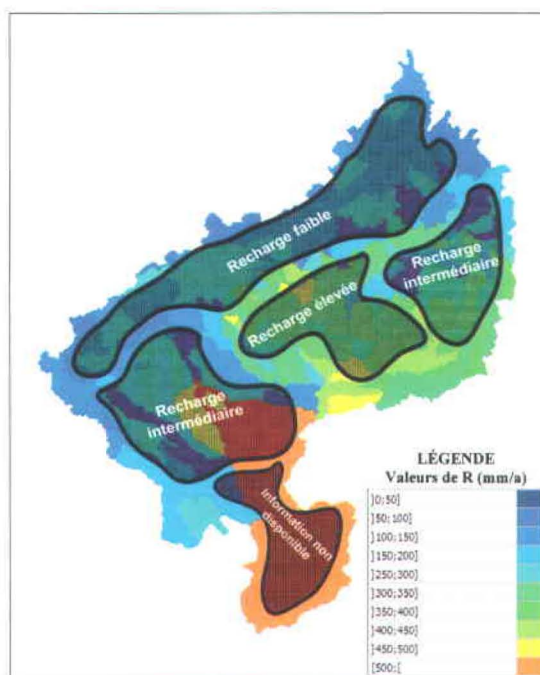 Recharge faible
Recharge
intermédiaire
Recharge élevée
Recharge
intermédiaire
Information non
disponible
LÉGENDE
Valeurs de R (mm/a)
]0;50]
]50;100]
]100;150]
]150;200]
]250;300]
]300;350]
]350;400]
]400;450]
]450;500]
[500;[